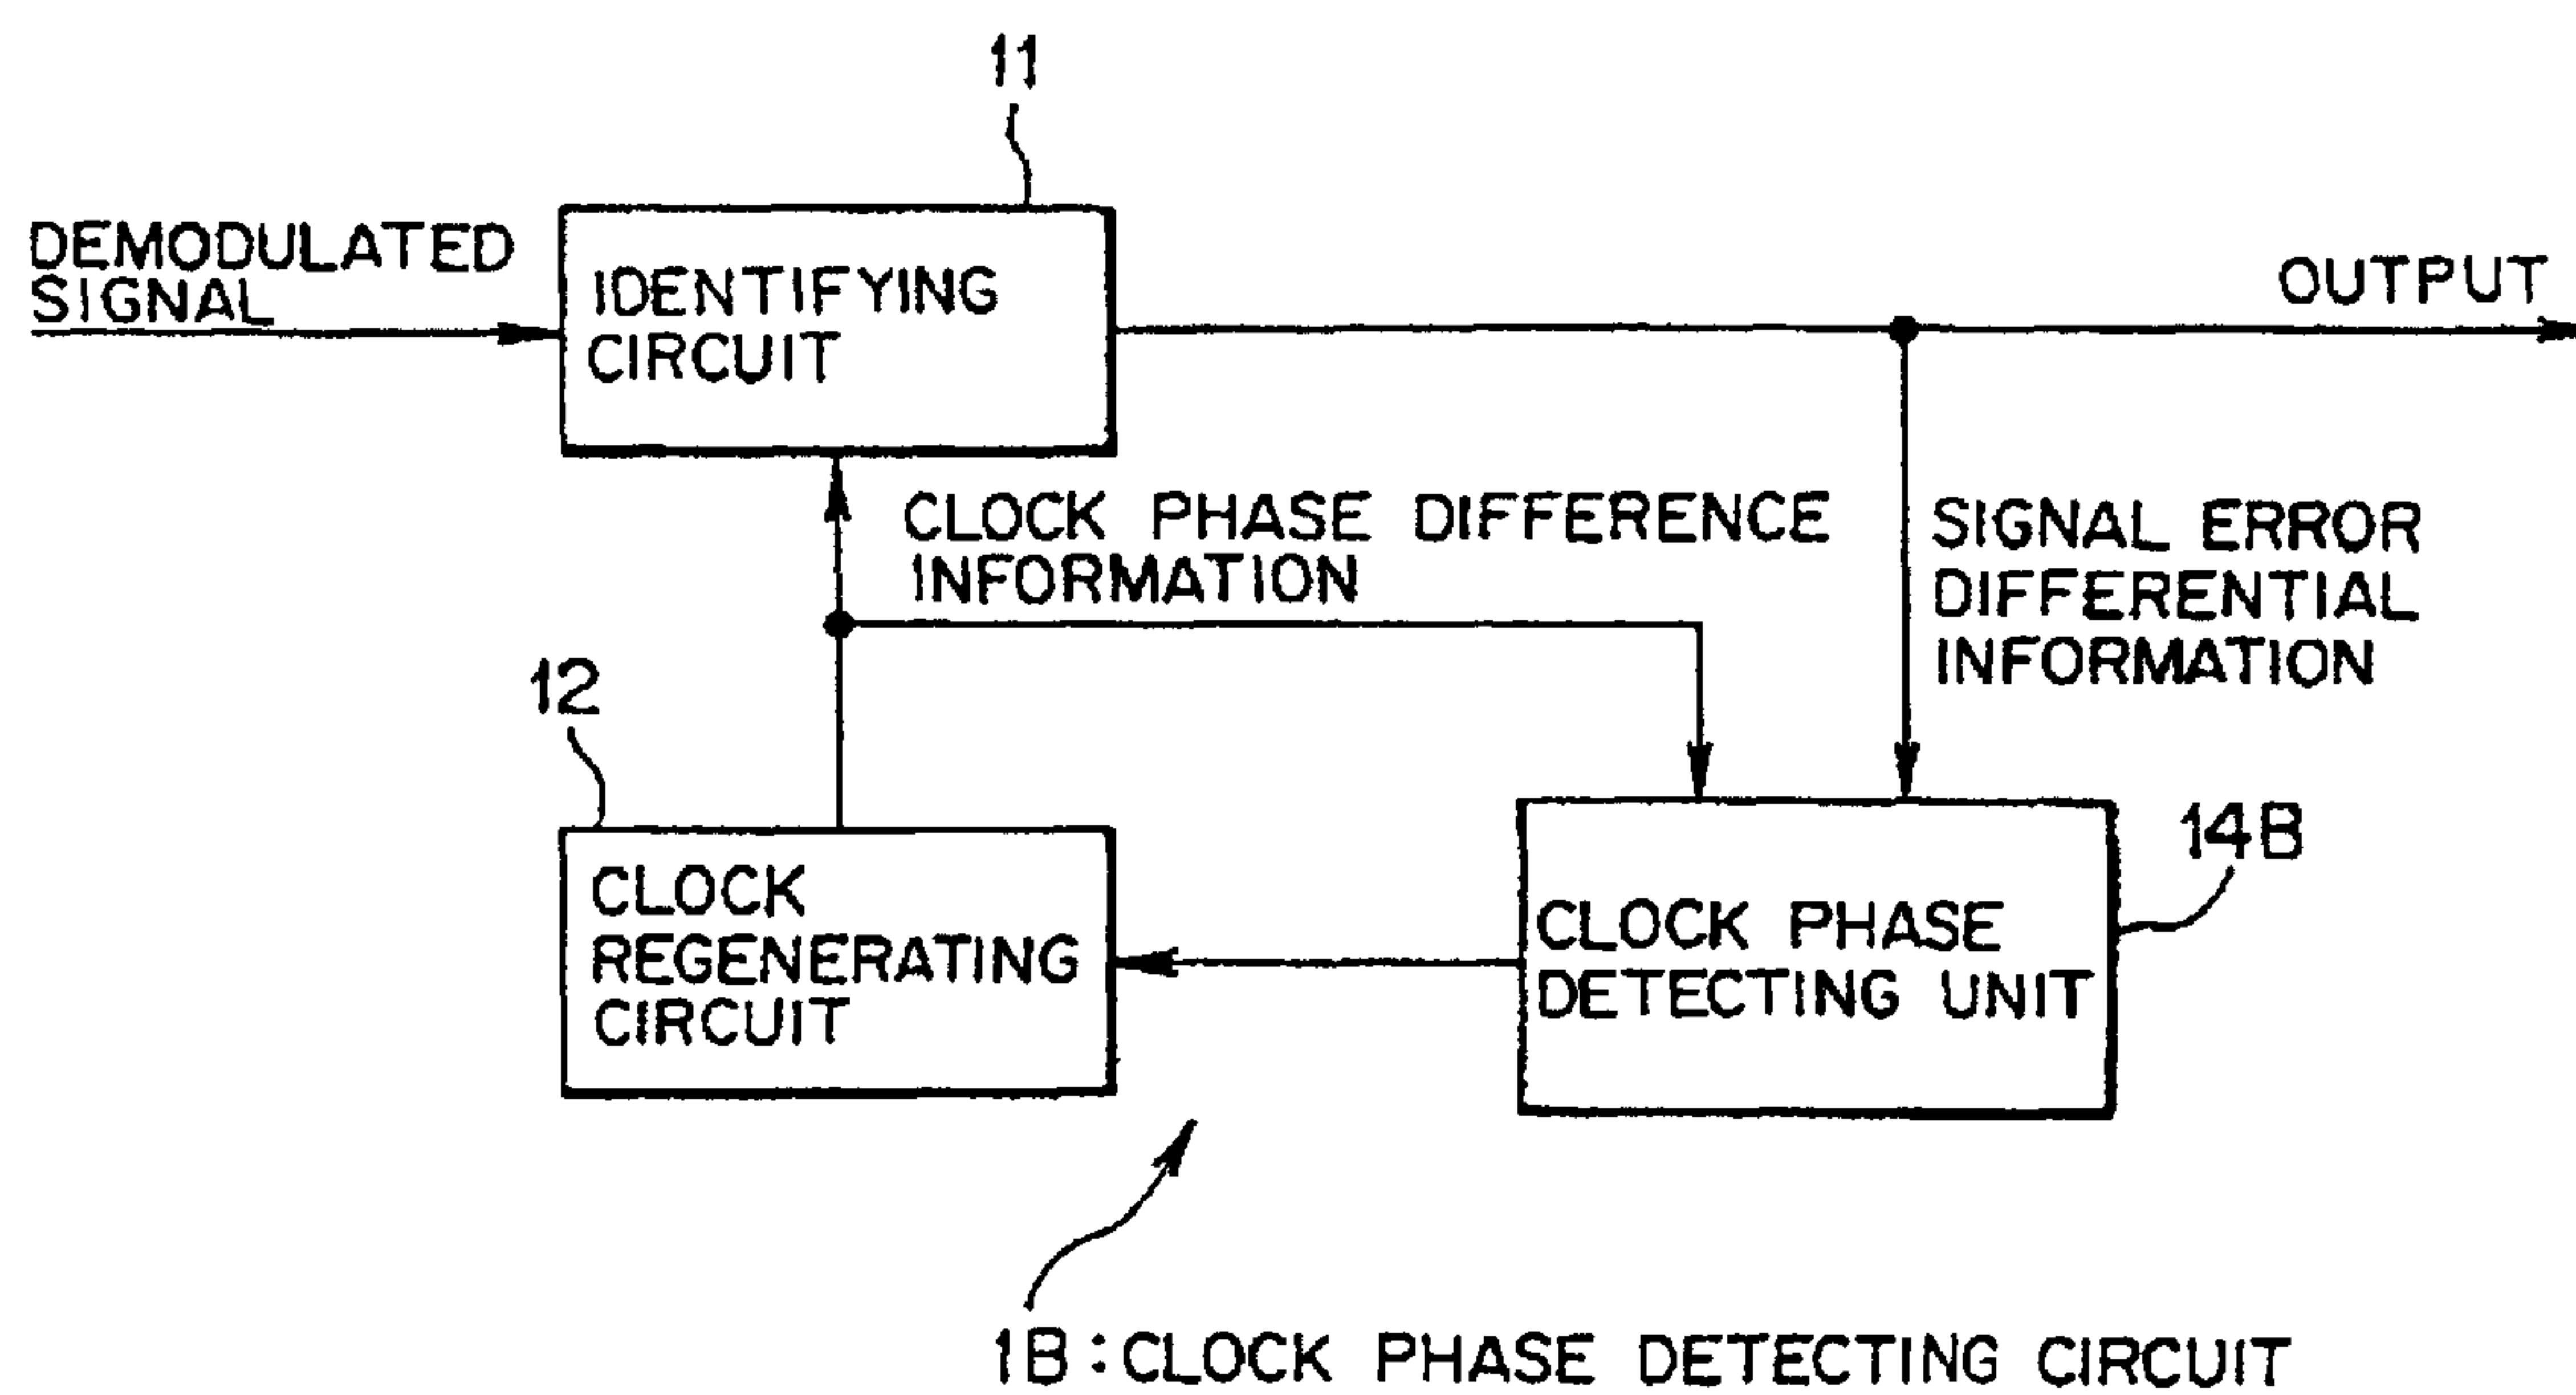 11
DEMODULATED
SIGNAL
IDENTIFYING
CIRCUIT
OUTPUT
CLOCK PHASE DIFFERENCE
INFORMATION
SIGNAL ERROR
DIFFERENTIAL
INFORMATION
12
CLOCK
REGENERATING
CIRCUIT
CLOCK PHASE
DETECTING UNIT
14B
1B : CLOCK PHASE DETECTING CIRCUIT